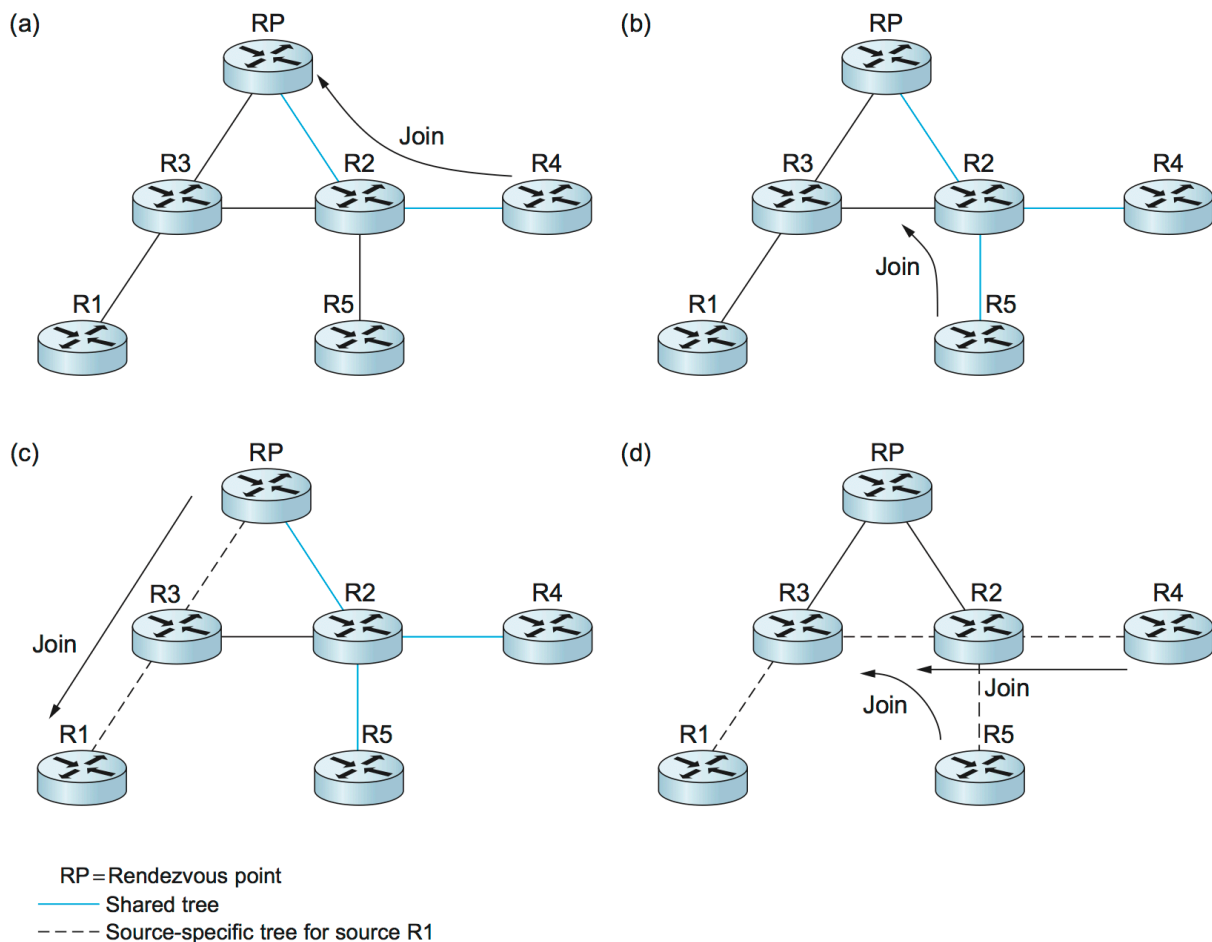 (a)
RP
Join
R3
R2
R4
R1
R5
(b)
RP
R3
R2
R4
Join
R1
R5
(c)
RP
R3
R2
R4
Join
R1
R5
(d)
RP
R3
R2
R4
Join
Join
R1
R5
RP=Rendezvous point
Shared tree
Source-specific tree for source R1